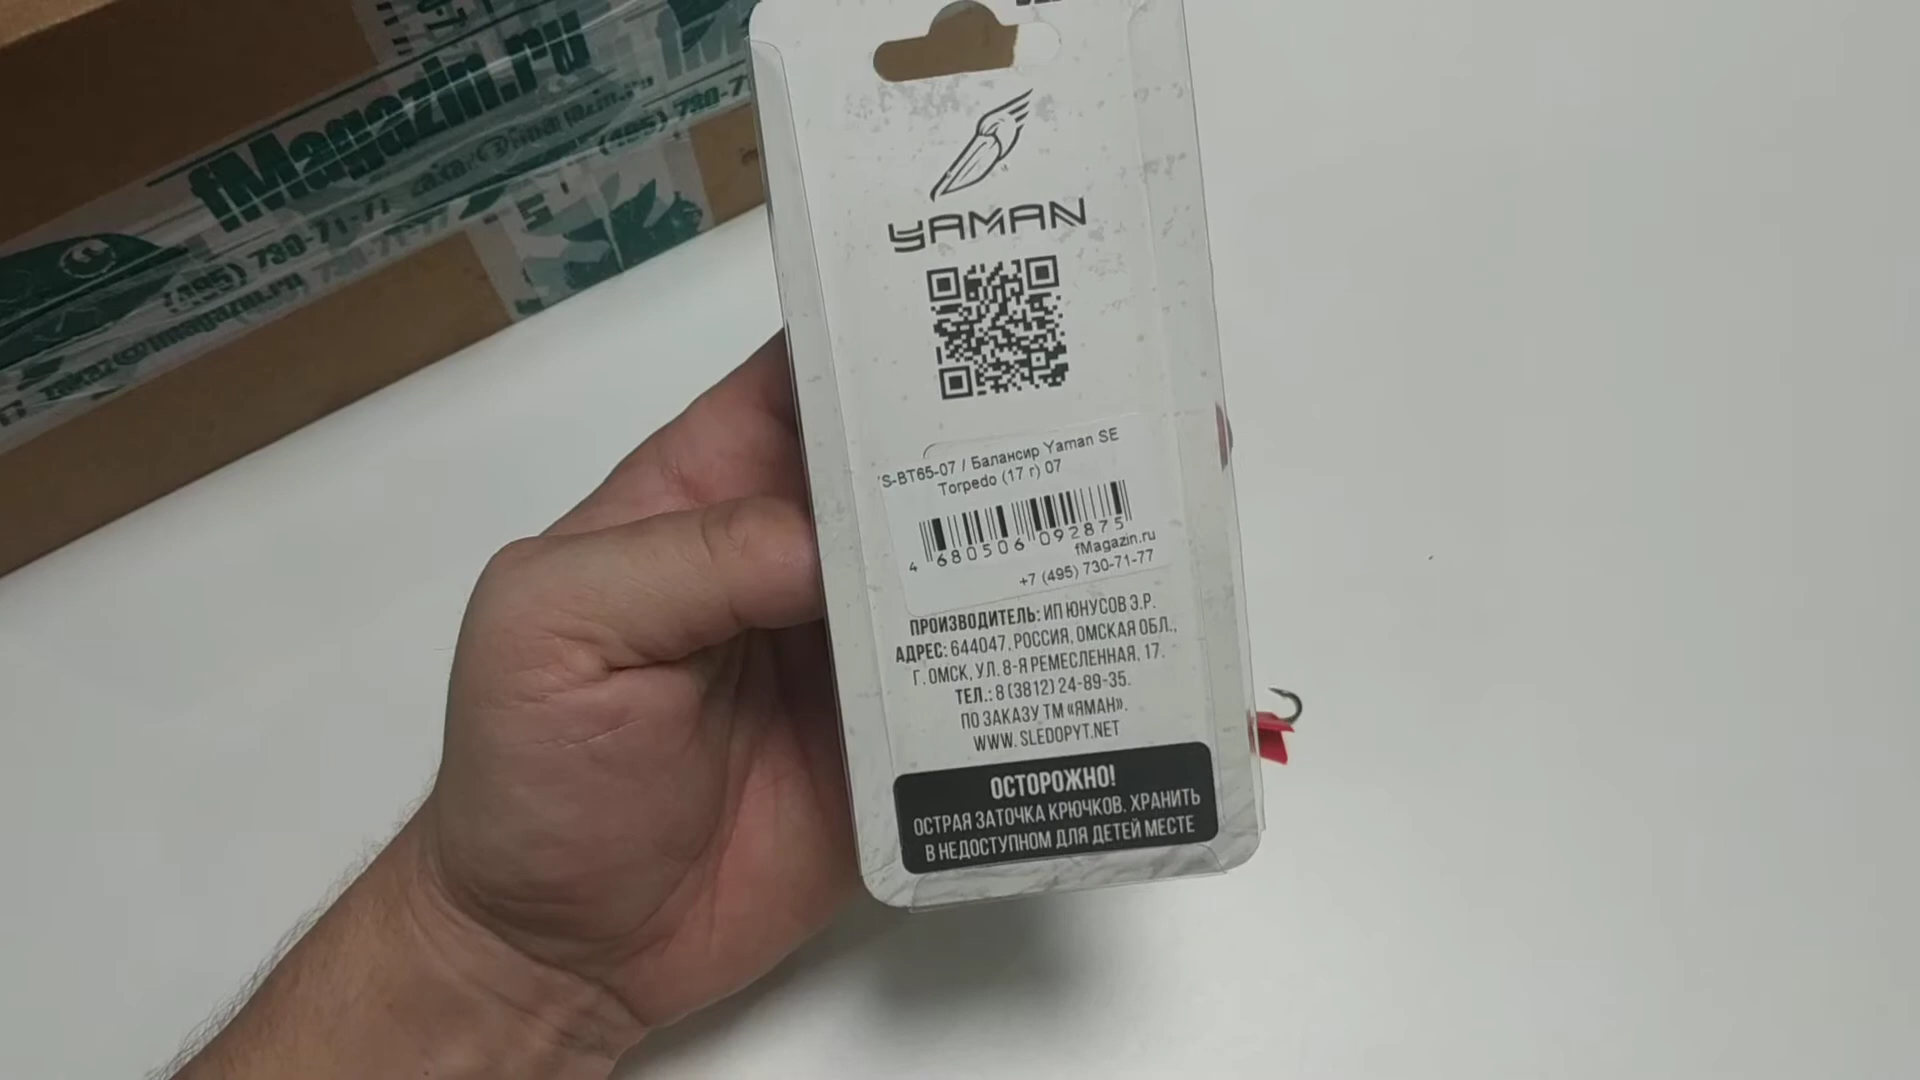 fMagazin.ru
(495) 730-71-77
YAMAN
S-BT65-07 / Балансир Yaman SE
Torpedo (17 г) 07
4 680506 092875
fMagazin.ru
+7 (495) 730-71-77
ПРОИЗВОДИТЕЛЬ: ИП ЮНУСОВ Э.Р.
АДРЕС: 644047, РОССИЯ, ОМСКАЯ ОБЛ.,
Г. ОМСК, УЛ. 8-Я РЕМЕСЛЕННАЯ, 17.
ТЕЛ.: 8 (3812) 24-89-35.
ПО ЗАКАЗУ ТМ «ЯМАН».
WWW. SLEDOPYT.NET
ОСТОРОЖНО!
ОСТРАЯ ЗАТОЧКА КРЮЧКОВ. ХРАНИТЬ
В НЕДОСТУПНОМ ДЛЯ ДЕТЕЙ МЕСТЕ